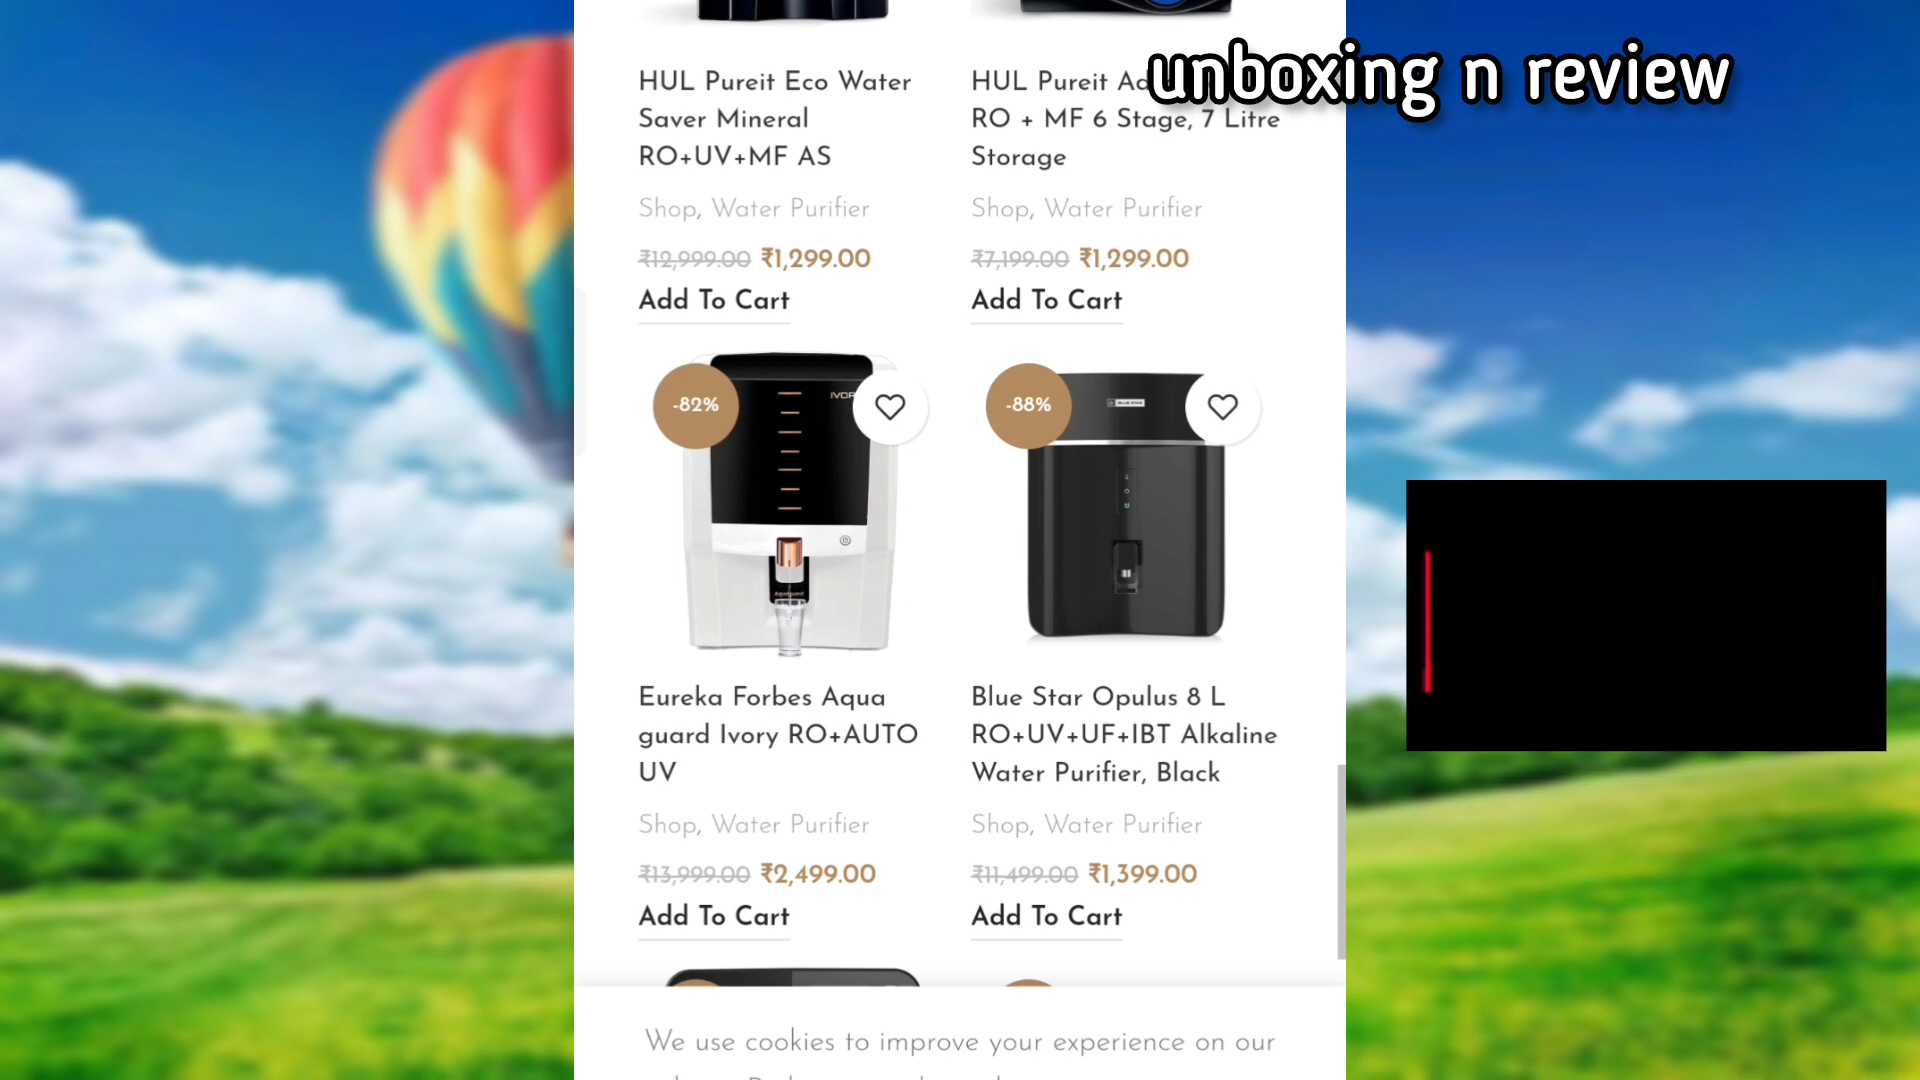 unboxing n review
HUL Pureit Eco Water
Saver Mineral
RO+UV+MF AS
Shop, Water Purifier
₹12,999.00 ₹1,299.00
Add To Cart
HUL Pureit
RO + MF 6 Stage, 7 Litre
Storage
Shop, Water Purifier
₹7,199.00 ₹1,299.00
Add To Cart
-82%
-88%
BLUE STAR
Eureka Forbes Aqua
guard Ivory RO+AUTO
UV
Shop, Water Purifier
₹13,999.00 ₹2,499.00
Add To Cart
Blue Star Opulus 8 L
RO+UV+UF+IBT Alkaline
Water Purifier, Black
Shop, Water Purifier
₹11,499.00 ₹1,399.00
Add To Cart
We use cookies to improve your experience on our